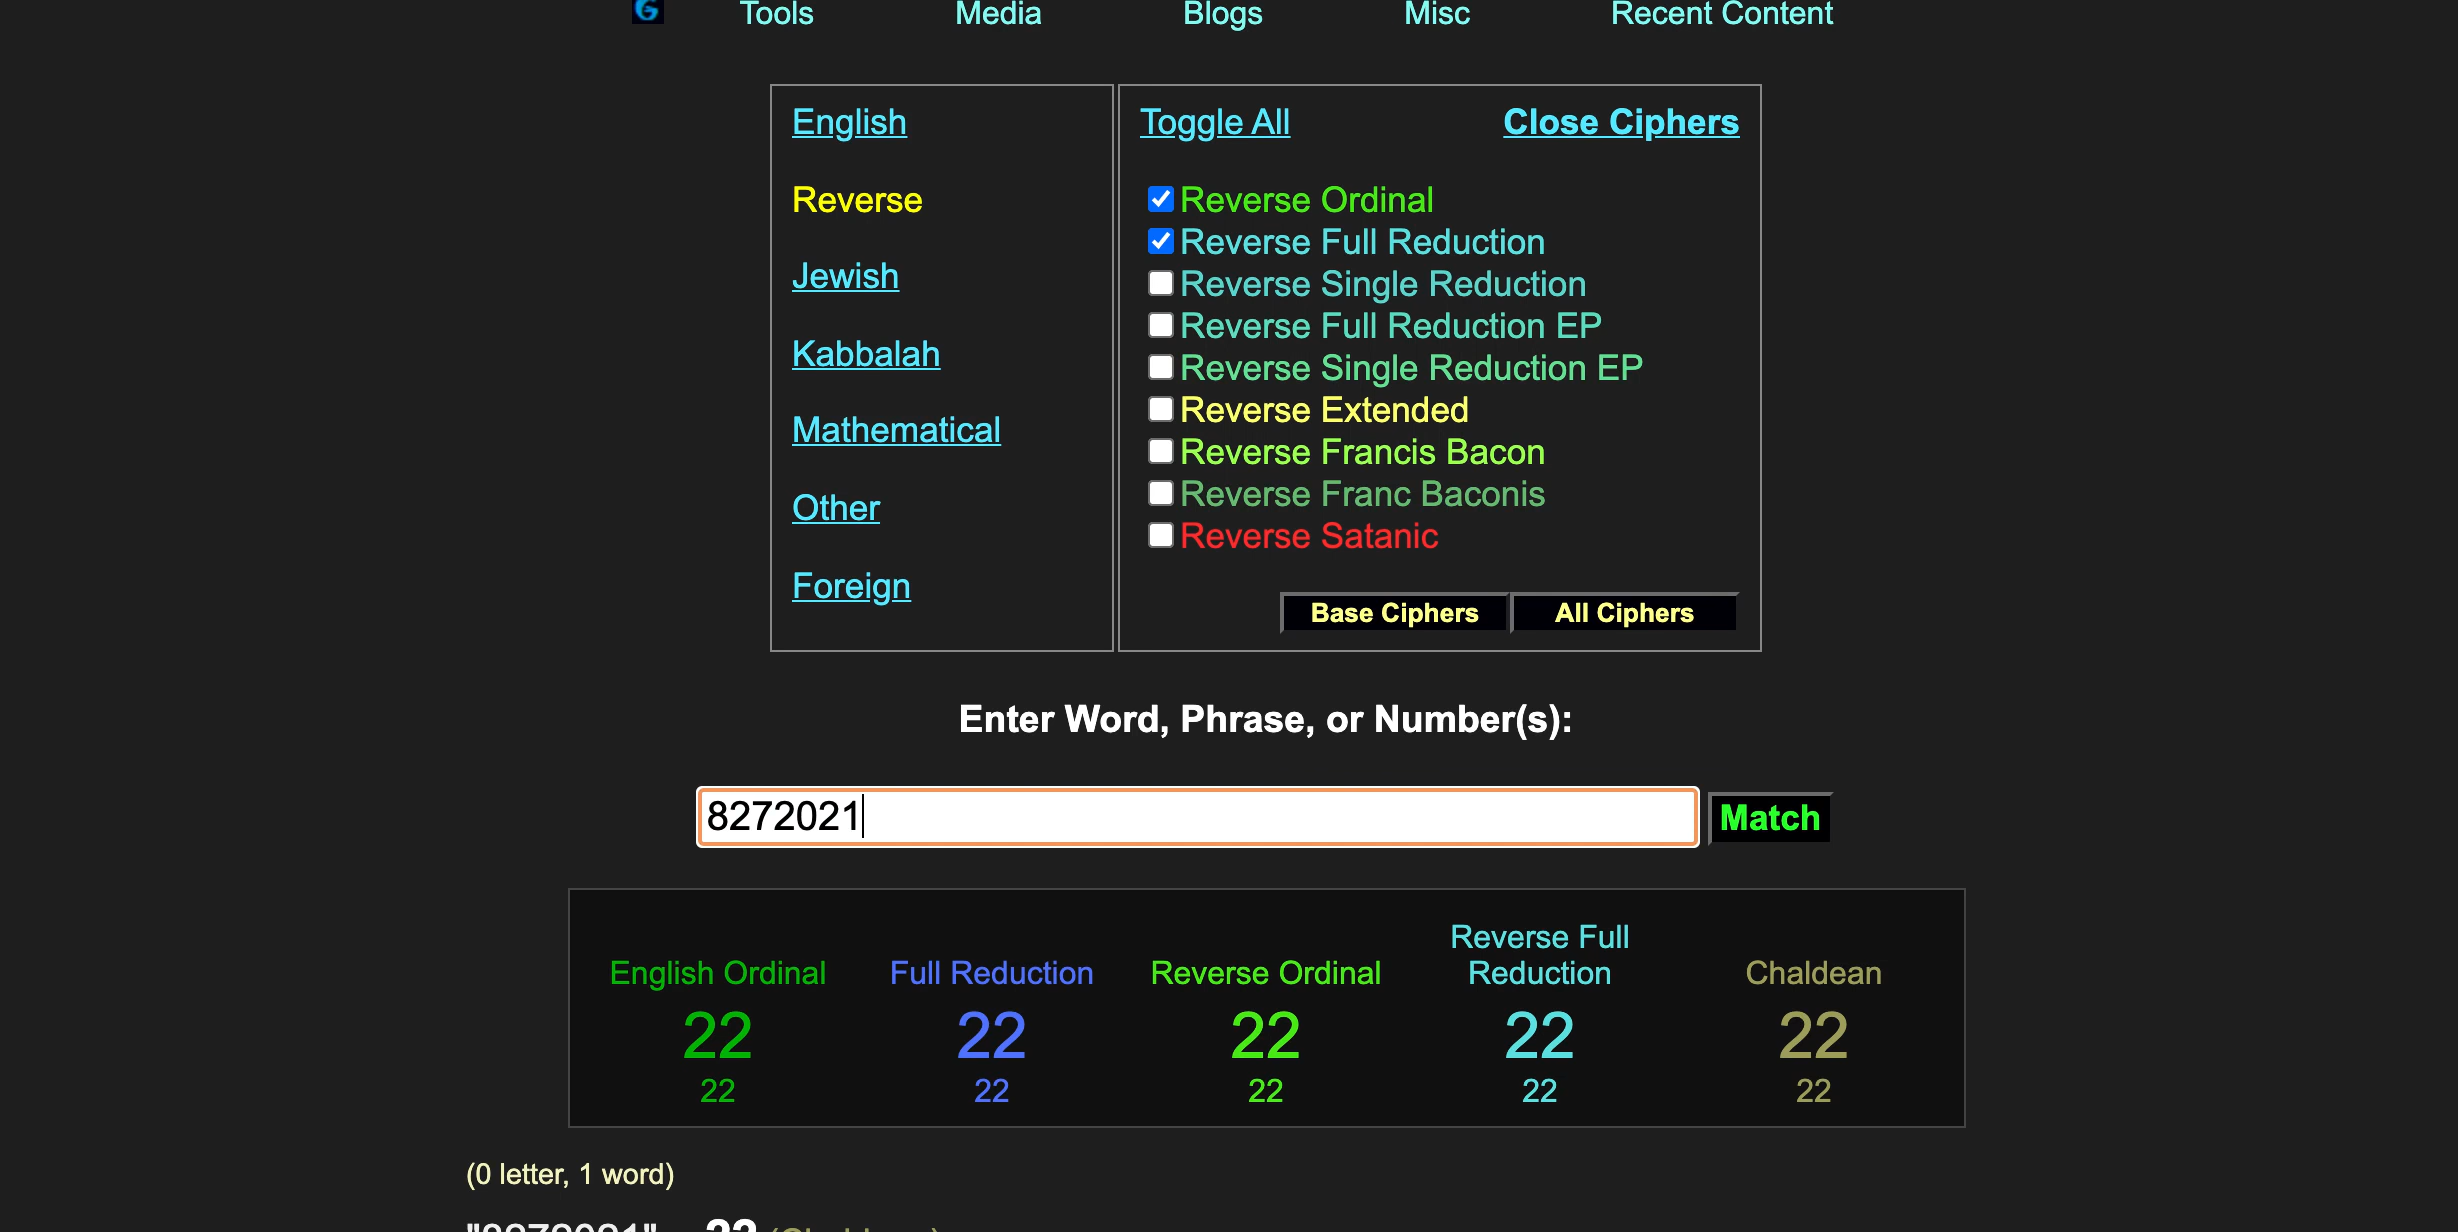 Tools Media Blogs Misc Recent Content
English
Reverse
Jewish
Kabbalah
Mathematical
Other
Foreign
Toggle All Close Ciphers
Reverse Ordinal
Reverse Full Reduction
Reverse Single Reduction
Reverse Full Reduction EP
Reverse Single Reduction EP
Reverse Extended
Reverse Francis Bacon
Reverse Franc Baconis
Reverse Satanic
Base Ciphers All Ciphers
Enter Word, Phrase, or Number(s):
8272021 Match
English Ordinal Full Reduction Reverse Ordinal Reverse Full Reduction Chaldean
22 22 22 22 22
22 22 22 22 22
(0 letter, 1 word)